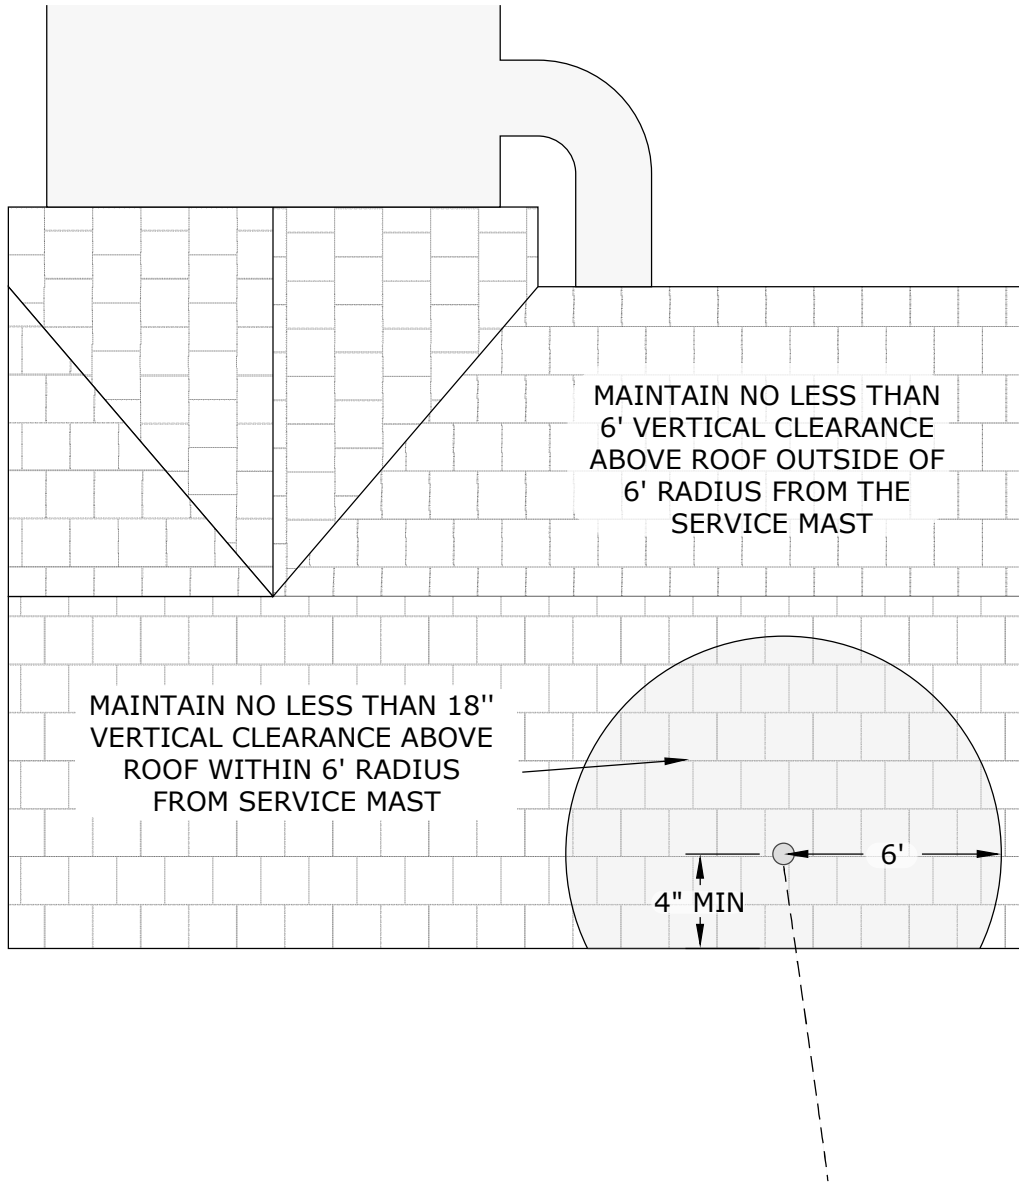 MAINTAIN NO LESS THAN
6' VERTICAL CLEARANCE
ABOVE ROOF OUTSIDE OF
6' RADIUS FROM THE
SERVICE MAST
MAINTAIN NO LESS THAN 18"
VERTICAL CLEARANCE ABOVE
ROOF WITHIN 6' RADIUS
FROM SERVICE MAST
6'
4" MIN